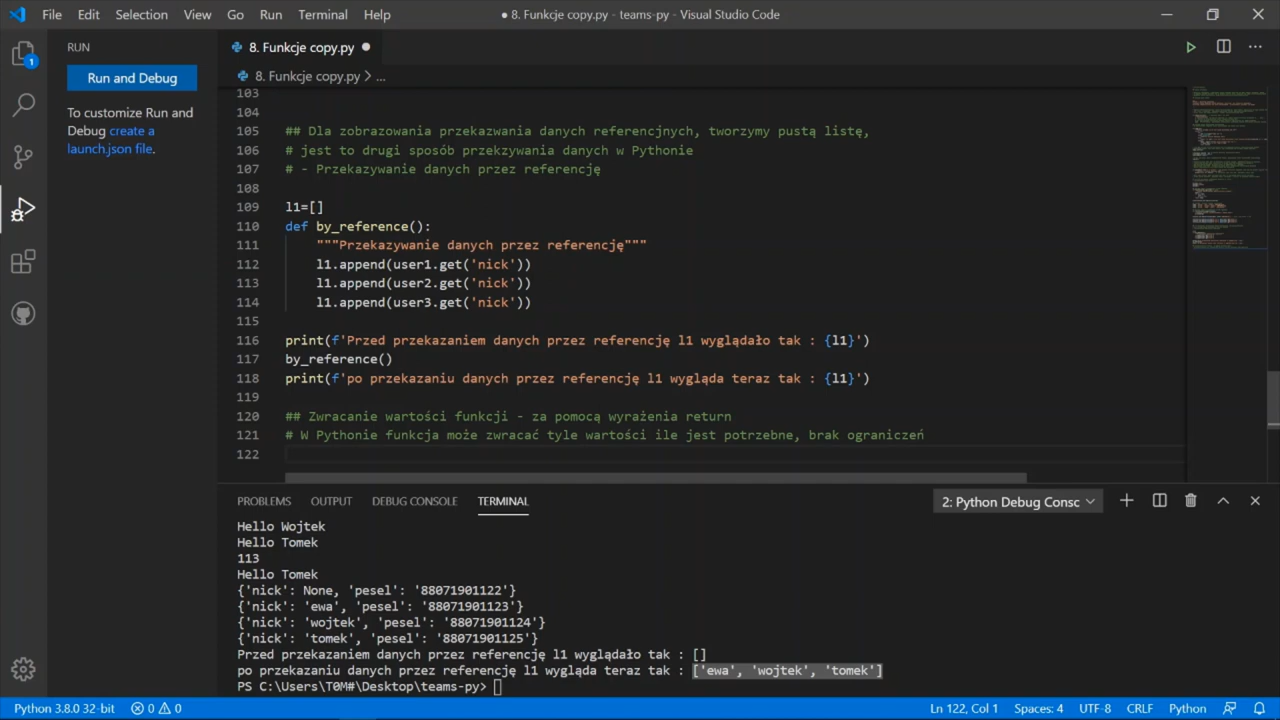 File Edit Selection View Go Run Terminal Help
● 8. Funkcje copy.py - teams-py - Visual Studio Code
1
RUN
Run and Debug
To customize Run and
Debug create a
launch.json file.
8. Funkcje copy.py
8. Funkcje copy.py > ...
103
104
105 ## Dla zobrazowania przekazwania danych referencjnych, tworzymy pustą listę,
106 # jest to drugi sposób przekazania danych w Pythonie
107 # - Przekazywanie danych przez referencję
108
109 l1=[]
110 def by_reference():
111 """Przekazywanie danych przez referencję"""
112 l1.append(user1.get('nick'))
113 l1.append(user2.get('nick'))
114 l1.append(user3.get('nick'))
115
116 print(f'Przed przekazaniem danych przez referencję l1 wyglądało tak : {l1}')
117 by_reference()
118 print(f'po przekazaniu danych przez referencję l1 wygląda teraz tak : {l1}')
119
120 ## Zwracanie wartości funkcji - za pomocą wyrażenia return
121 # W Pythonie funkcja może zwracać tyle wartości ile jest potrzebne, brak ograniczeń
122
PROBLEMS OUTPUT DEBUG CONSOLE TERMINAL
2: Python Debug Consc
Hello Wojtek
Hello Tomek
113
Hello Tomek
{'nick': None, 'pesel': '88071901122'}
{'nick': 'ewa', 'pesel': '88071901123'}
{'nick': 'wojtek', 'pesel': '88071901124'}
{'nick': 'tomek', 'pesel': '88071901125'}
Przed przekazaniem danych przez referencję l1 wyglądało tak : []
po przekazaniu danych przez referencję l1 wygląda teraz tak : ['ewa', 'wojtek', 'tomek']
PS C:\Users\T0M#\Desktop\teams-py>
Python 3.8.0 32-bit 0 0
Ln 122, Col 1 Spaces: 4 UTF-8 CRLF Python